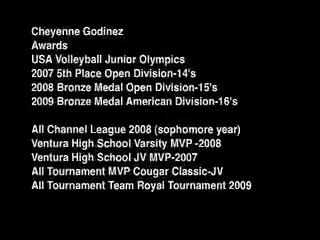 Cheyenne Godinez
Awards
USA Volleyball Junior Olympics
2007 5th Place Open Division-14's
2008 Bronze Medal Open Division-15's
2009 Bronze Medal American Division-16's
All Channel League 2008 (sophomore year)
Ventura High School Varsity MVP -2008
Ventura High School JV MVP-2007
All Tournament MVP Cougar Classic-JV
All Tournament Team Royal Tournament 2009